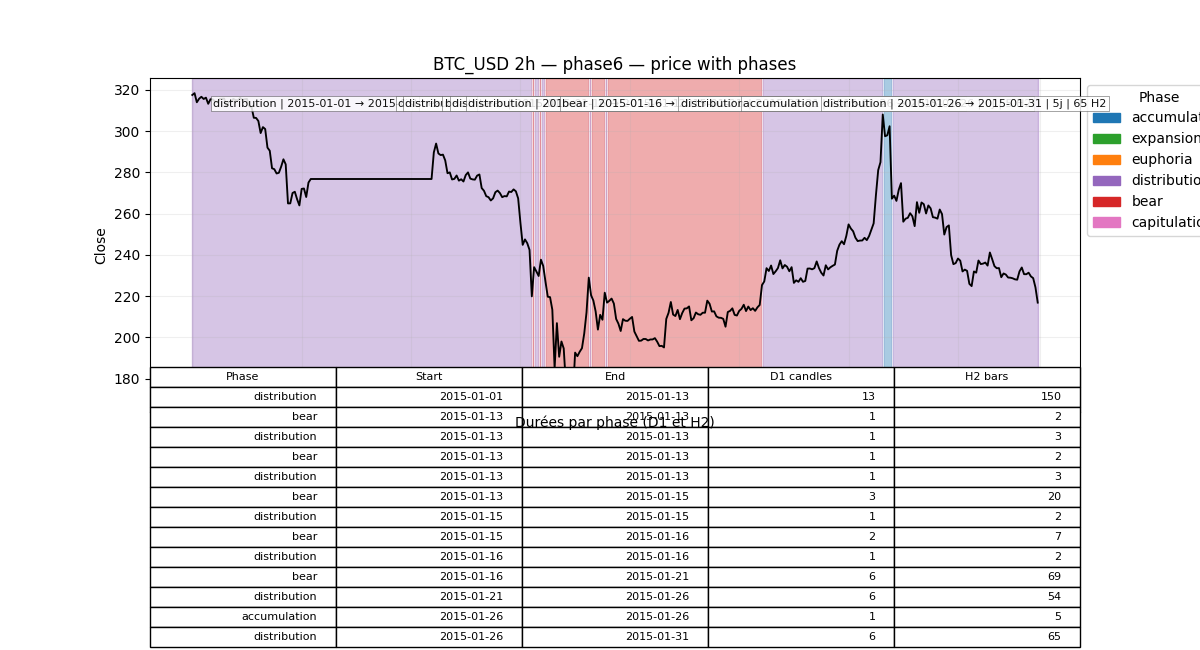 BTC_USD 2h — phase6 — price with phases
320
300
280
260
240
220
200
180
Close
distribution | 2015-01-01 → 2015
distribution
bear | 2015-01-16 →
distribution
accumulation
distribution | 2015-01-26 → 2015-01-31 | 5j | 65 H2
Phase
accumulat
expansion
euphoria
distributio
bear
capitulatio
Durées par phase (D1 et H2)
Phase Start End D1 candles H2 bars
distribution 2015-01-01 2015-01-13 13 150
bear 2015-01-13 2015-01-13 1 2
distribution 2015-01-13 2015-01-13 1 3
bear 2015-01-13 2015-01-13 1 2
distribution 2015-01-13 2015-01-13 1 3
bear 2015-01-13 2015-01-15 3 20
distribution 2015-01-15 2015-01-15 1 2
bear 2015-01-15 2015-01-16 2 7
distribution 2015-01-16 2015-01-16 1 2
bear 2015-01-16 2015-01-21 6 69
distribution 2015-01-21 2015-01-26 6 54
accumulation 2015-01-26 2015-01-26 1 5
distribution 2015-01-26 2015-01-31 6 65